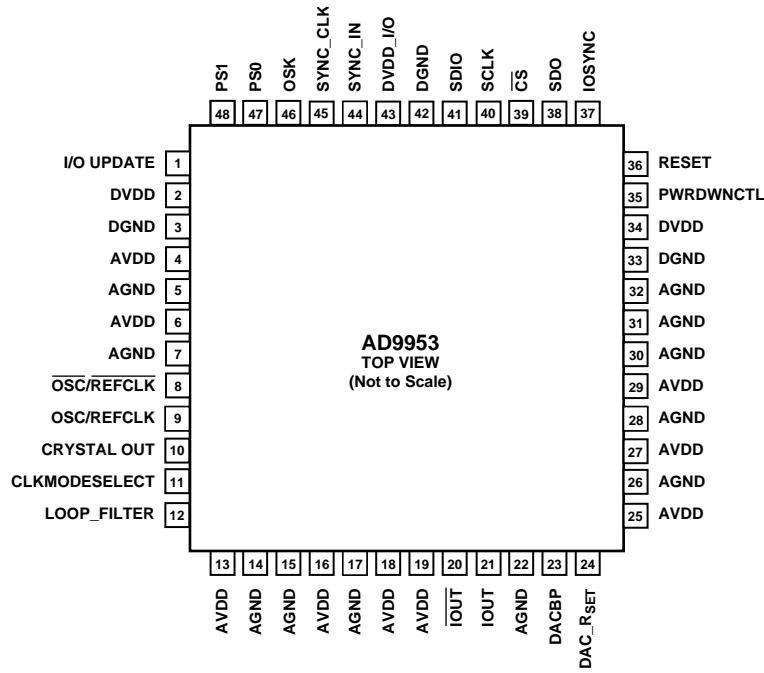 PS1
PS0
OSK
SYNC_CLK
SYNC_IN
DVDD_I/O
DGND
SDIO
SCLK
C̅S̅
SDO
IOSYNC
48 47 46 45 44 43 42 41 40 39 38 37
I/O UPDATE 1
DVDD 2
DGND 3
AVDD 4
AGND 5
AVDD 6
AGND 7
O̅S̅C̅/R̅E̅F̅C̅L̅K̅ 8
OSC/REFCLK 9
CRYSTAL OUT 10
CLKMODESELECT 11
LOOP_FILTER 12
AD9953
TOP VIEW
(Not to Scale)
36 RESET
35 PWRDWNCTL
34 DVDD
33 DGND
32 AGND
31 AGND
30 AGND
29 AVDD
28 AGND
27 AVDD
26 AGND
25 AVDD
13 14 15 16 17 18 19 20 21 22 23 24
AVDD
AGND
AGND
AVDD
AGND
AVDD
AVDD
I̅O̅U̅T̅
IOUT
AGND
DACBP
DAC_RSET